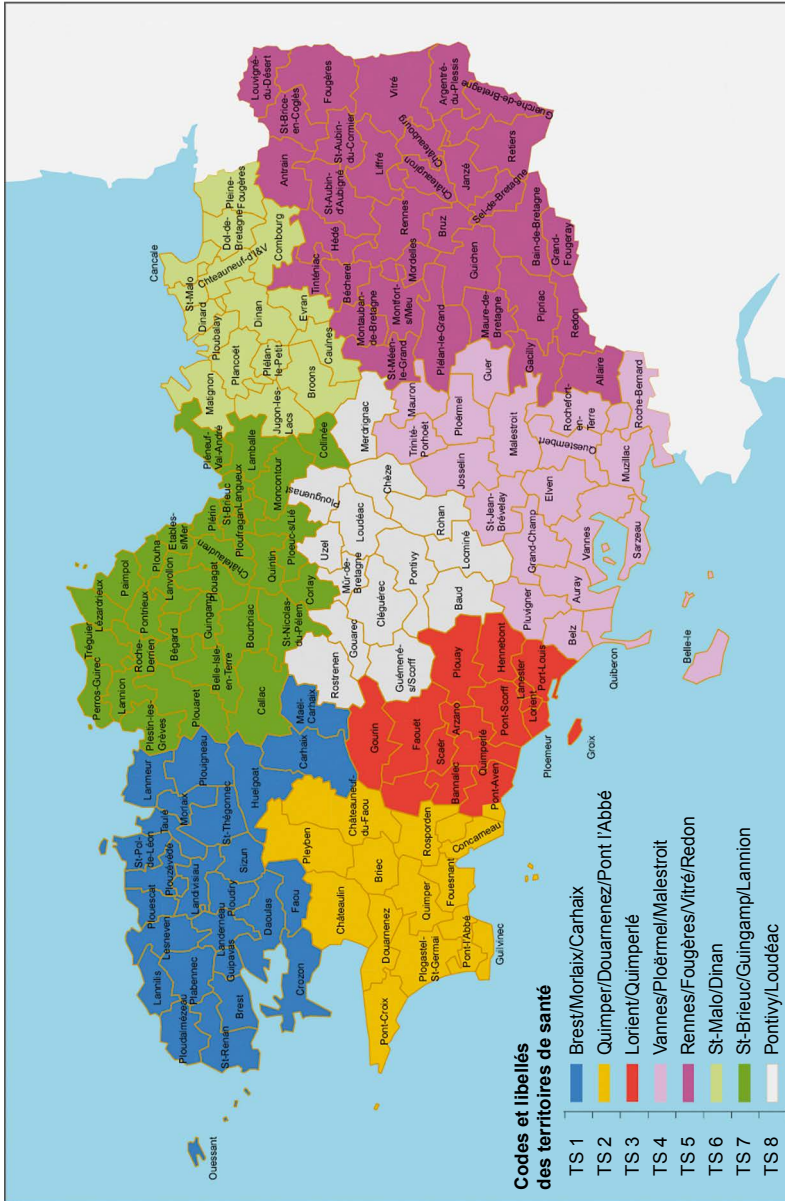 Ouessant
Ploudalmézeau
Lannilis
Plabennec
St-Renan
Brest
Guipavas
Lesneven
Plouescat
St-Pol-
de-Léon
Plouzévédé
Landivisiau
Landerneau
Ploudiry
Sizun
Daoulas
Faou
Crozon
Taulé
Morlaix
St-Thégonnec
Lanmeur
Plouigneau
Huelgoat
Carhaix
Maël-
Carhaix
Pont-Croix
Douarnenez
Châteaulin
Pleyben
Châteauneuf-
du-Faou
Briec
Quimper
Plogastel-
St-Germai
Pont-l'Abbé
Guilvinec
Fouesnant
Rosporden
Concarneau
Gourin
Faouët
Scaër
Bannalec
Arzano
Quimperlé
Pont-Aven
Plouay
Pont-Scorff
Hennebont
Lanester
Lorient
Port-Louis
Ploemeur
Groix
Perros-Guirec
Tréguier
Lézardrieux
Lannion
Plestin-les-
Grèves
Roche-
Derrien
Pontrieux
Paimpol
Plouaret
Bégard
Belle-Isle-
en-Terre
Guingamp
Plouagat
Lanvollon
Plouha
Etables-
s/Mer
Châtelaudren
Callac
Bourbriac
St-Nicolas-
du-Pélem
Corlay
Quintin
Ploeuc-s/Lié
Plérin
St-Brieuc
Ploufragan
Langueux
Moncontour
Lamballe
Pléneuf-
Val-André
Collinée
Matignon
Ploubalay
Plancoët
Plélan-
le-Petit
Jugon-les-
Lacs
Broons
Caulnes
Evran
Dinan
Dinard
St-Malo
Cancale
Chteauneuf-d'I&V
Dol-de-
Bretagne
Pleine-
Fougères
Combourg
Rostrenen
Gouarec
Mûr-de-
Bretagne
Uzel
Plouguenast
Loudéac
Chèze
Merdrignac
Cléguérec
Guémené-
s/Scorff
Pontivy
Rohan
Baud
Locminé
Mauron
Trinité-
Porhoët
Ploërmel
Guer
Josselin
Malestroit
St-Jean-
Brévelay
Rochefort-
en-
Terre
Questembert
Elven
Grand-Champ
Pluvigner
Vannes
Auray
Belz
Muzillac
Roche-Bernard
Sarzeau
Quiberon
Belle-Ie
Louvigné-
du-Désert
St-Brice-
en-Coglès
Fougères
Antrain
St-Aubin-
du-Cormier
St-Aubin-
d'Aubigné
Hédé
Tinténiac
Bécherel
Montauban-
de-Bretagne
Montfort-
s/Meu
St-Méen-
le-Grand
Plélan-le-Grand
Mordelles
Rennes
Liffré
Vitré
Châteaubourg
Châteaugiron
Argentré-
du-Plessis
Guerche-de-Bretagne
Bruz
Janzé
Retiers
Guichen
Sel-de-Bretagne
Maure-de-
Bretagne
Bain-de-Bretagne
Grand-
Fougeray
Pipriac
Gacilly
Redon
Allaire
Codes et libellés
des territoires de santé
TS 1 Brest/Morlaix/Carhaix
TS 2 Quimper/Douarnenez/Pont l'Abbé
TS 3 Lorient/Quimperlé
TS 4 Vannes/Ploërmel/Malestroit
TS 5 Rennes/Fougères/Vitré/Redon
TS 6 St-Malo/Dinan
TS 7 St-Brieuc/Guingamp/Lannion
TS 8 Pontivy/Loudéac